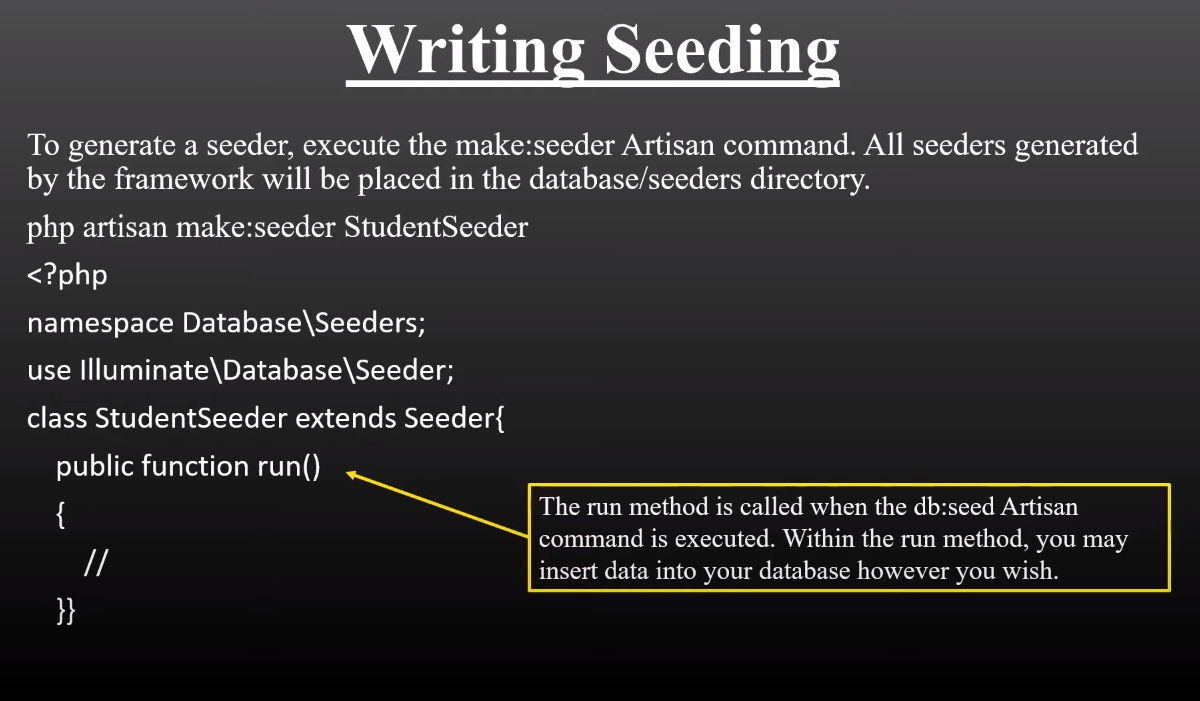 Writing Seeding
To generate a seeder, execute the make:seeder Artisan command. All seeders generated
by the framework will be placed in the database/seeders directory.
php artisan make:seeder StudentSeeder
<?php
namespace Database\Seeders;
use Illuminate\Database\Seeder;
class StudentSeeder extends Seeder{
public function run()
{
//
}}
The run method is called when the db:seed Artisan
command is executed. Within the run method, you may
insert data into your database however you wish.